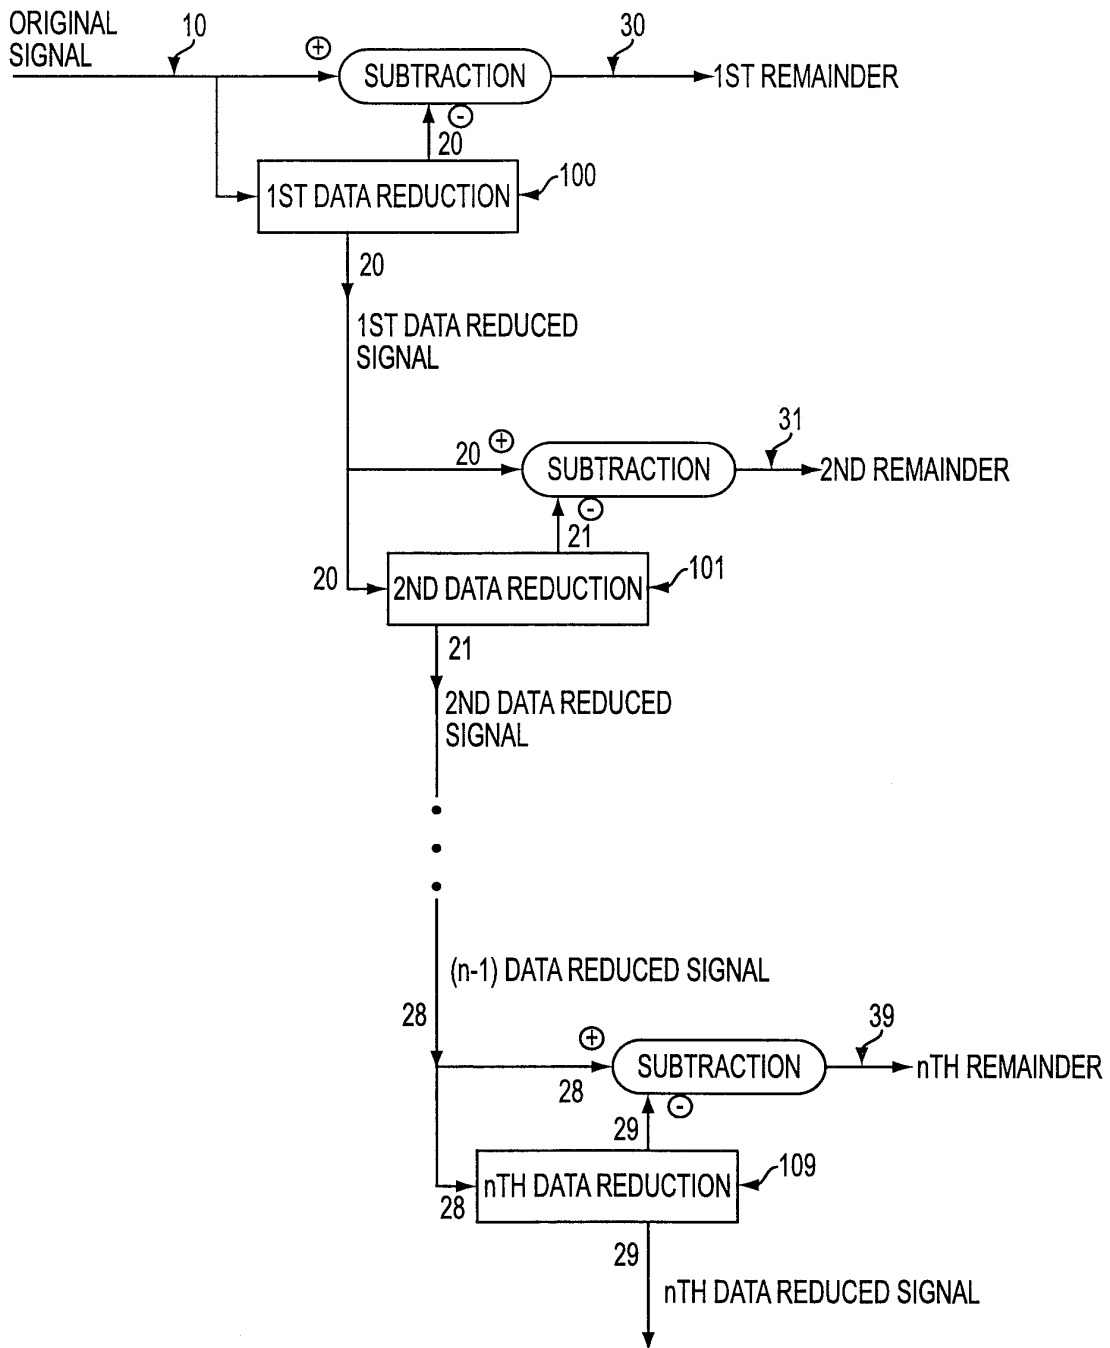 ORIGINAL
SIGNAL
10
+
SUBTRACTION
30
1ST REMAINDER
-
20
1ST DATA REDUCTION
100
20
1ST DATA REDUCED
SIGNAL
20
+
SUBTRACTION
31
2ND REMAINDER
-
21
20
2ND DATA REDUCTION
101
21
2ND DATA REDUCED
SIGNAL
(n-1) DATA REDUCED SIGNAL
28
+
28
SUBTRACTION
39
nTH REMAINDER
-
29
28
nTH DATA REDUCTION
109
29
nTH DATA REDUCED SIGNAL